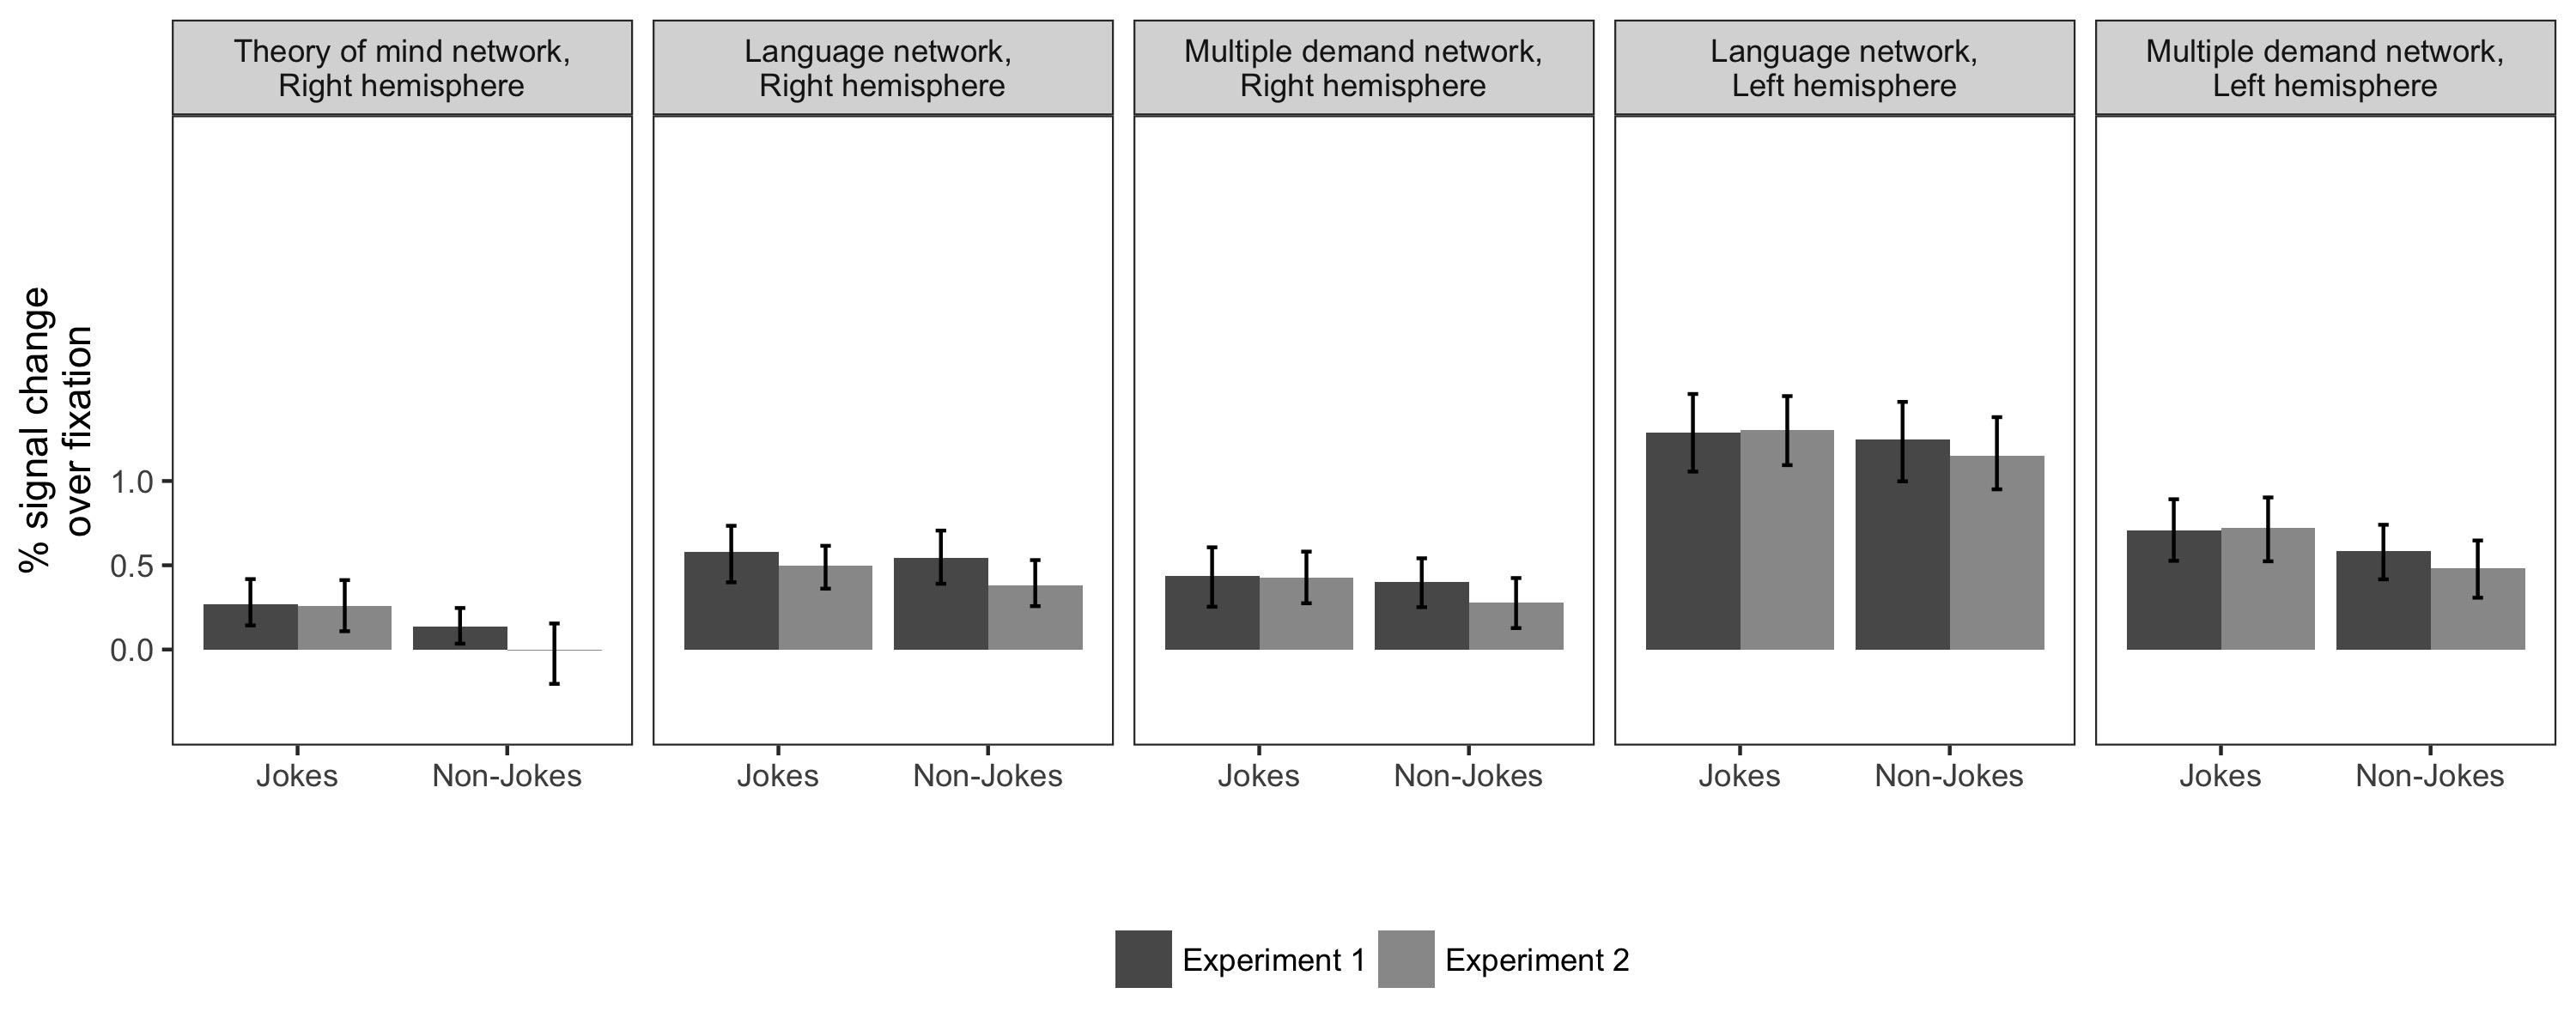 Theory of mind network,
Right hemisphere
Language network,
Right hemisphere
Multiple demand network,
Right hemisphere
Language network,
Left hemisphere
Multiple demand network,
Left hemisphere
% signal change
over fixation
1.0
0.5
0.0
Jokes
Non-Jokes
Jokes
Non-Jokes
Jokes
Non-Jokes
Jokes
Non-Jokes
Jokes
Non-Jokes
Experiment 1
Experiment 2